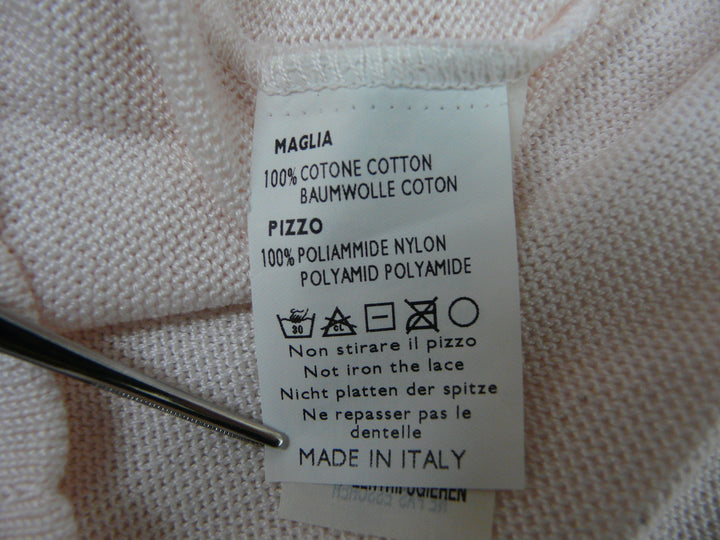 MAGLIA
100% COTONE COTTON
BAUMWOLLE COTON
PIZZO
100% POLIAMMIDE NYLON
POLYAMID POLYAMIDE
30 CL
Non stirare il pizzo
Not iron the lace
Nicht platten der spitze
Ne repasser pas le
dentelle
MADE IN ITALY